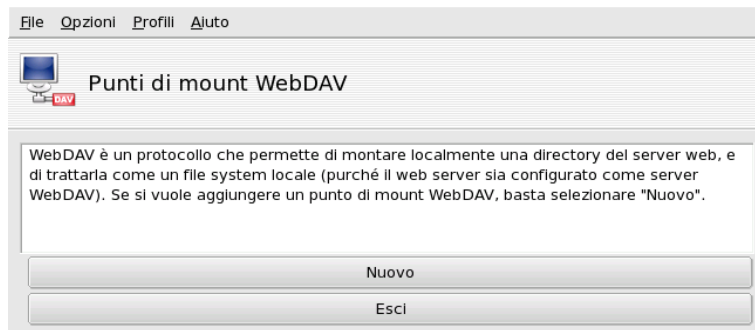 File Opzioni Profili Aiuto
Punti di mount WebDAV
DAV
WebDAV è un protocollo che permette di montare localmente una directory del server web, e
di trattarla come un file system locale (purché il web server sia configurato come server
WebDAV). Se si vuole aggiungere un punto di mount WebDAV, basta selezionare "Nuovo".
Nuovo
Esci